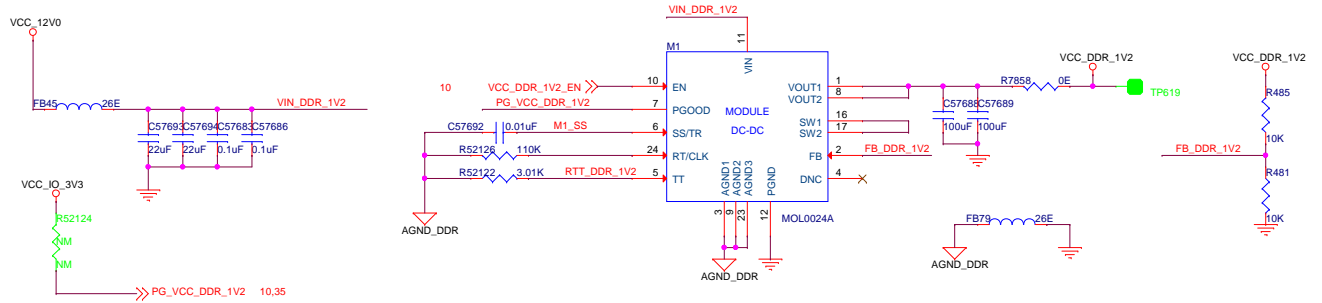 VCC_12V0
FB45
26E
VIN_DDR_1V2
C57693
C57694
C57683
C57686
22uF
22uF
0.1uF
0.1uF
VCC_IO_3V3
R52124
NM
NM
PG_VCC_DDR_1V2
10,35
VIN_DDR_1V2
M1
11
VIN
10
VCC_DDR_1V2_EN
10
EN
PG_VCC_DDR_1V2
7
PGOOD
C57692
0.01uF
M1_SS
6
SS/TR
R52126
110K
24
RT/CLK
R52122
3.01K
RTT_DDR_1V2
5
TT
AGND_DDR
MODULE
DC-DC
VOUT1
1
VOUT2
8
SW1
16
SW2
17
FB
2
FB_DDR_1V2
DNC
4
AGND1
AGND2
AGND3
PGND
3
9
23
12
MOL0024A
AGND_DDR
C57688
C57689
100uF
100uF
R7858
0E
VCC_DDR_1V2
TP619
FB79
26E
AGND_DDR
VCC_DDR_1V2
R485
10K
FB_DDR_1V2
R481
10K